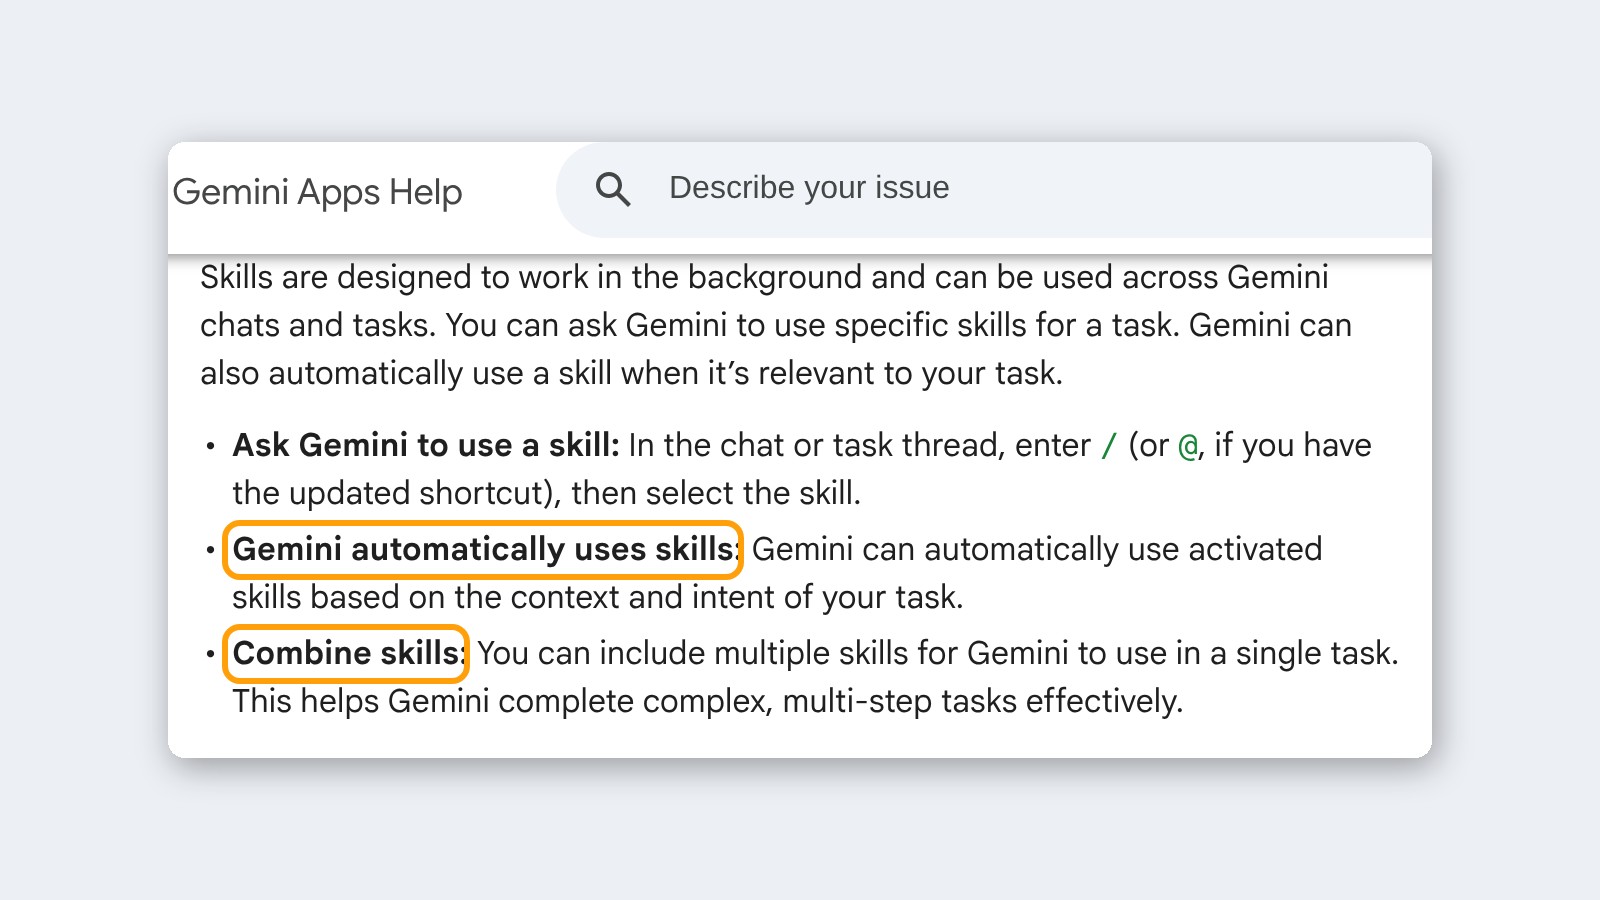 Gemini Apps Help
Describe your issue
Skills are designed to work in the background and can be used across Gemini
chats and tasks. You can ask Gemini to use specific skills for a task. Gemini can
also automatically use a skill when it’s relevant to your task.
• Ask Gemini to use a skill: In the chat or task thread, enter / (or @, if you have
the updated shortcut), then select the skill.
• Gemini automatically uses skills: Gemini can automatically use activated
skills based on the context and intent of your task.
• Combine skills: You can include multiple skills for Gemini to use in a single task.
This helps Gemini complete complex, multi-step tasks effectively.